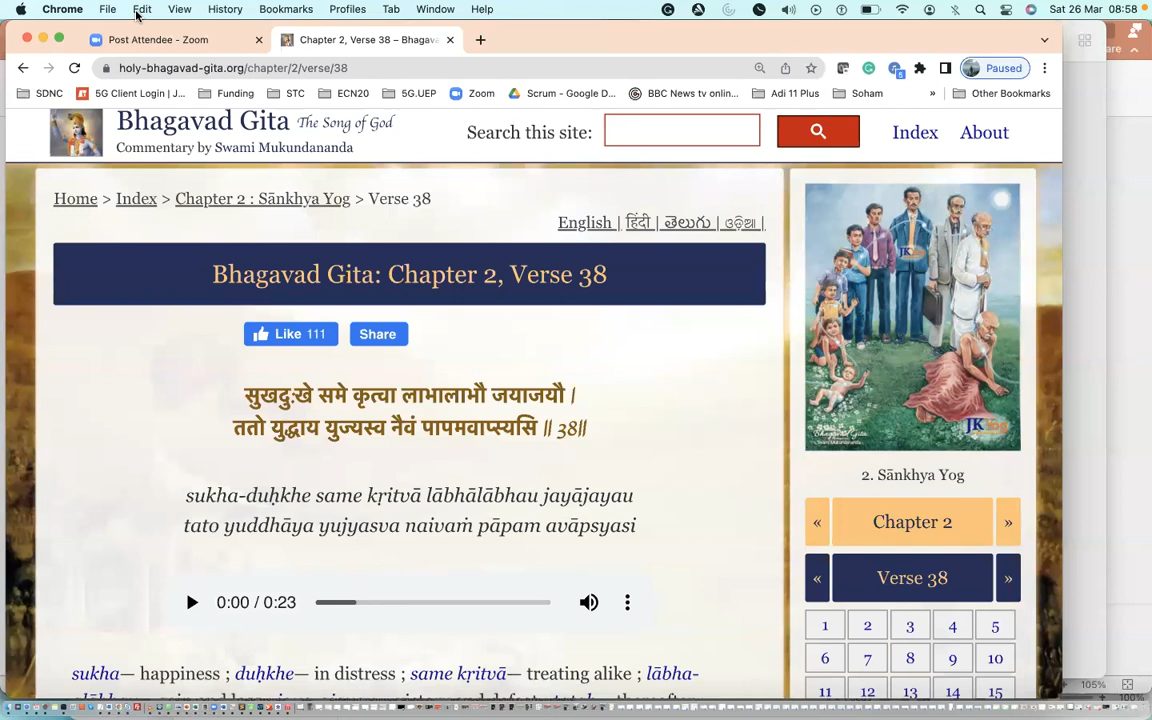 Chrome File Edit View History Bookmarks Profiles Tab Window Help Sat 26 Mar 08:58
Post Attendee - Zoom
Chapter 2, Verse 38 – Bhagava
holy-bhagavad-gita.org/chapter/2/verse/38
Paused
SDNC 5G Client Login | J... Funding STC ECN20 5G.UEP Zoom Scrum - Google D... BBC News tv onlin... Adi 11 Plus Soham » Other Bookmarks
Bhagavad Gita The Song of God
Commentary by Swami Mukundananda
Search this site:
Index About
Home > Index > Chapter 2 : Sānkhya Yog > Verse 38
English | हिंदी | తెలుగు | ଓଡ଼ିଆ |
Bhagavad Gita: Chapter 2, Verse 38
Like 111 Share
सुखदु:खे समे कृत्वा लाभालाभौ जयाजयौ |
ततो युद्धाय युज्यस्व नैवं पापमवाप्स्यसि || 38||
sukha-duḥkhe same kṛitvā lābhālābhau jayājayau
tato yuddhāya yujyasva naivaṁ pāpam avāpsyasi
0:00 / 0:23
sukha— happiness ; duḥkhe— in distress ; same kṛitvā— treating alike ; lābha-
JKYog
JKYog
2. Sānkhya Yog
« Chapter 2 »
« Verse 38 »
1 2 3 4 5
6 7 8 9 10
11 12 13 14 15
105%
100%